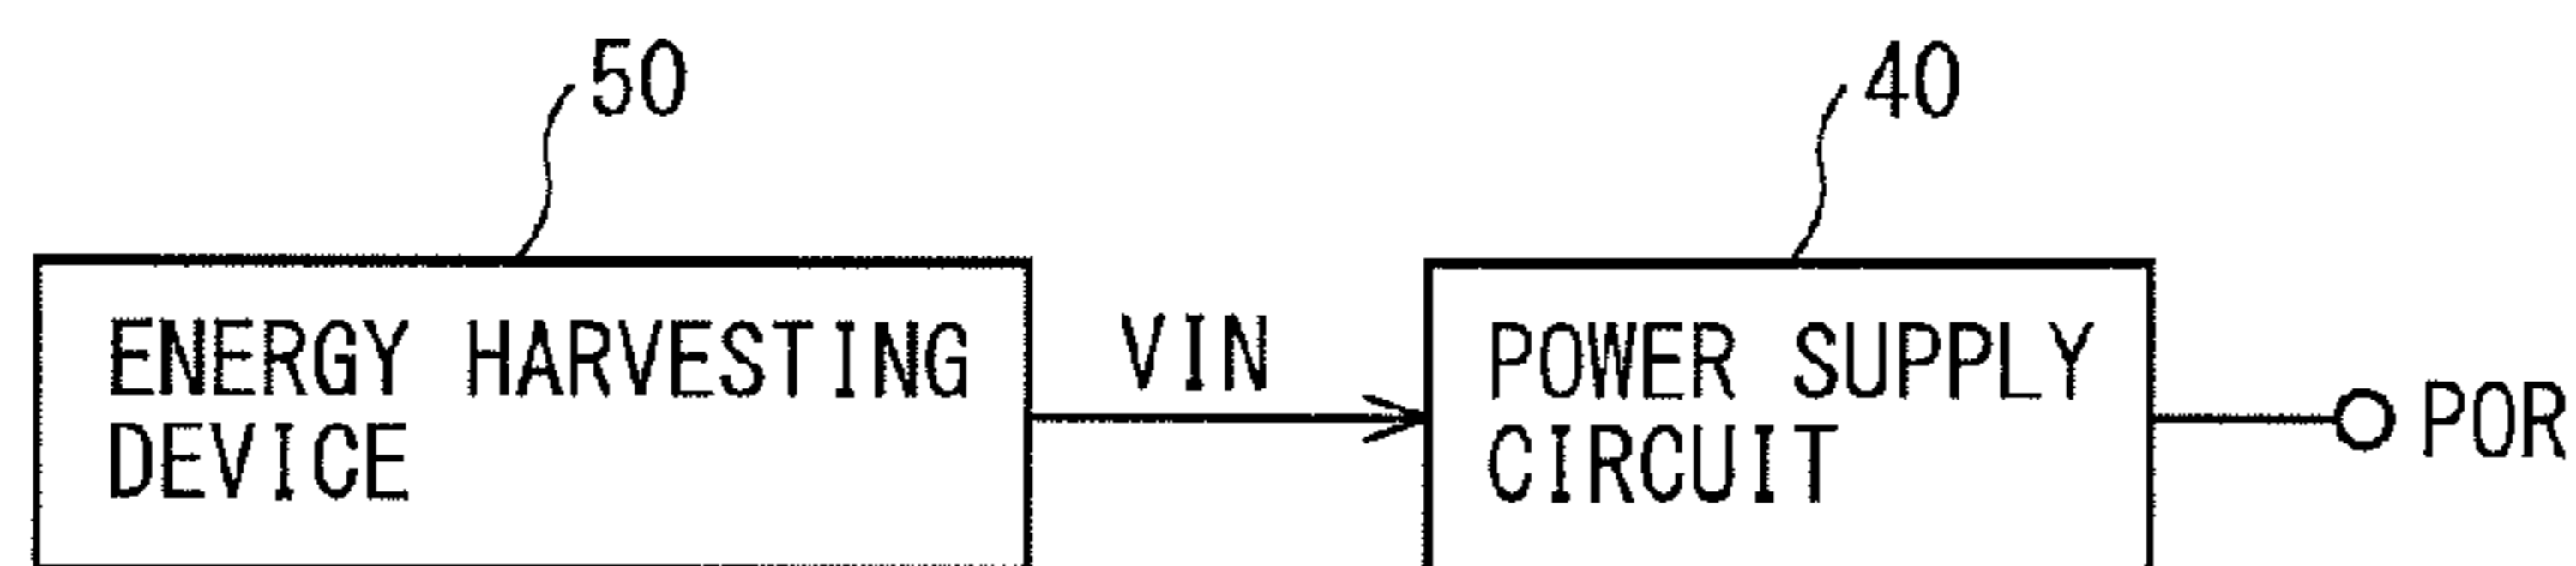 50
40
ENERGY HARVESTING
DEVICE
VIN
POWER SUPPLY
CIRCUIT
POR